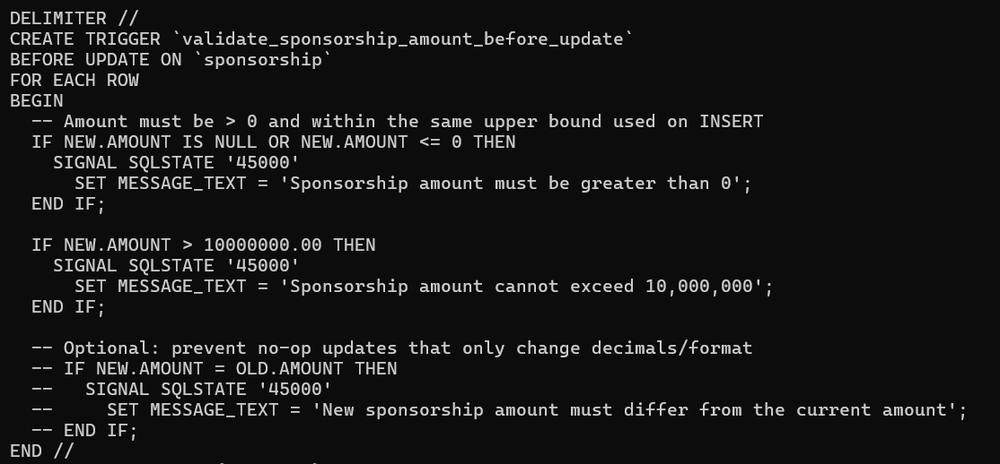 DELIMITER //
CREATE TRIGGER `validate_sponsorship_amount_before_update`
BEFORE UPDATE ON `sponsorship`
FOR EACH ROW
BEGIN
  -- Amount must be > 0 and within the same upper bound used on INSERT
  IF NEW.AMOUNT IS NULL OR NEW.AMOUNT <= 0 THEN
    SIGNAL SQLSTATE '45000'
      SET MESSAGE_TEXT = 'Sponsorship amount must be greater than 0';
  END IF;

  IF NEW.AMOUNT > 10000000.00 THEN
    SIGNAL SQLSTATE '45000'
      SET MESSAGE_TEXT = 'Sponsorship amount cannot exceed 10,000,000';
  END IF;

  -- Optional: prevent no-op updates that only change decimals/format
  -- IF NEW.AMOUNT = OLD.AMOUNT THEN
  --   SIGNAL SQLSTATE '45000'
  --     SET MESSAGE_TEXT = 'New sponsorship amount must differ from the current amount';
  -- END IF;
END //